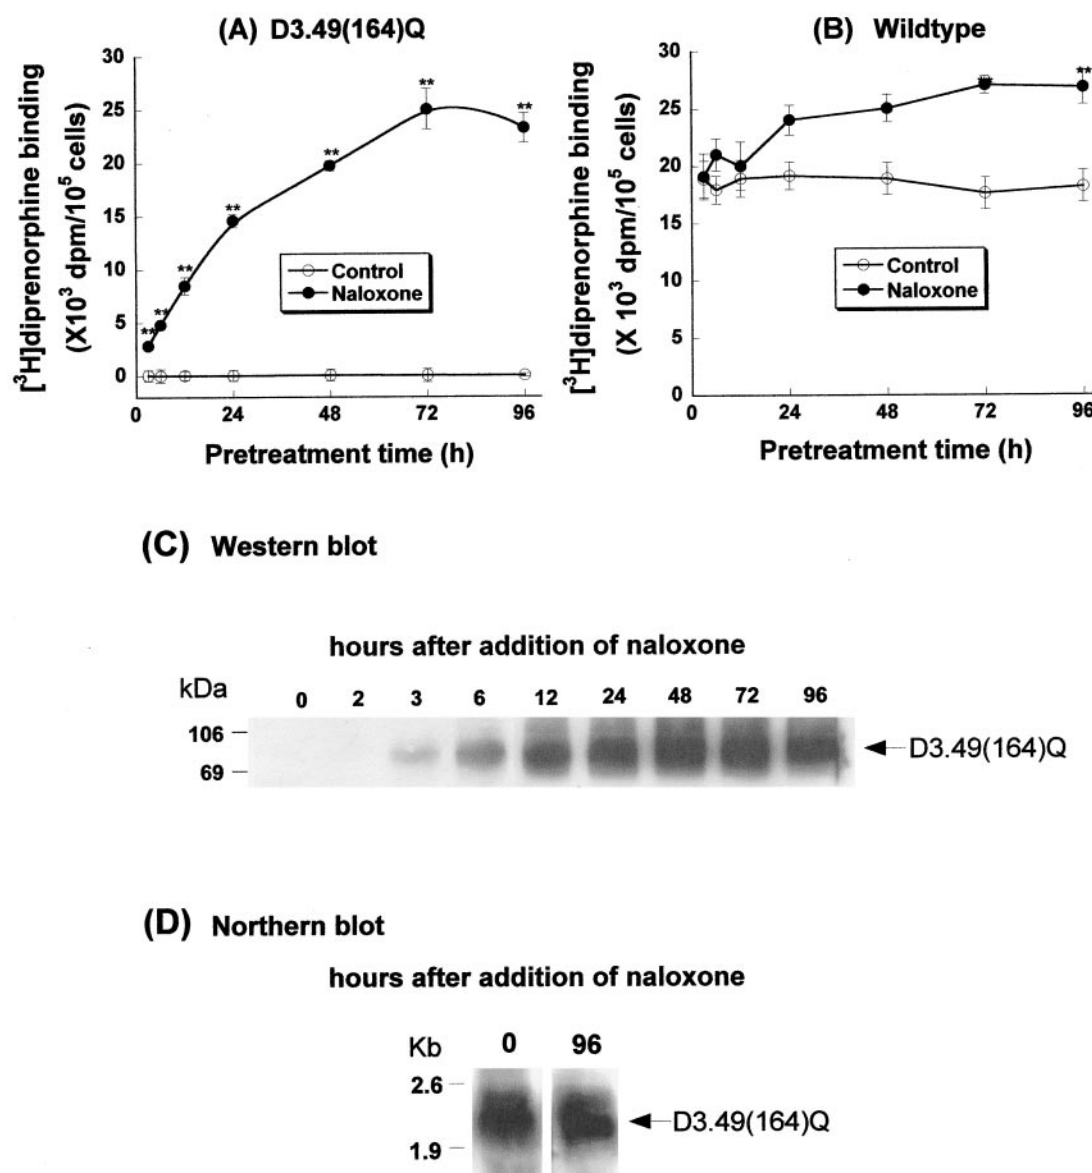 (A) D3.49(164)Q
[³H]diprenorphine binding
(X10³ dpm/10⁵ cells)
30
25
20
15
10
5
0
**
**
**
**
**
**
**
Control
Naloxone
0
24
48
72
96
Pretreatment time (h)
(B) Wildtype
[³H]diprenorphine binding
(X 10³ dpm/10⁵ cells)
30
25
20
15
10
5
0
**
**
Control
Naloxone
0
24
48
72
96
Pretreatment time (h)
(C) Western blot
hours after addition of naloxone
kDa 0 2 3 6 12 24 48 72 96
106
69
D3.49(164)Q
(D) Northern blot
hours after addition of naloxone
Kb 0 96
2.6
1.9
D3.49(164)Q